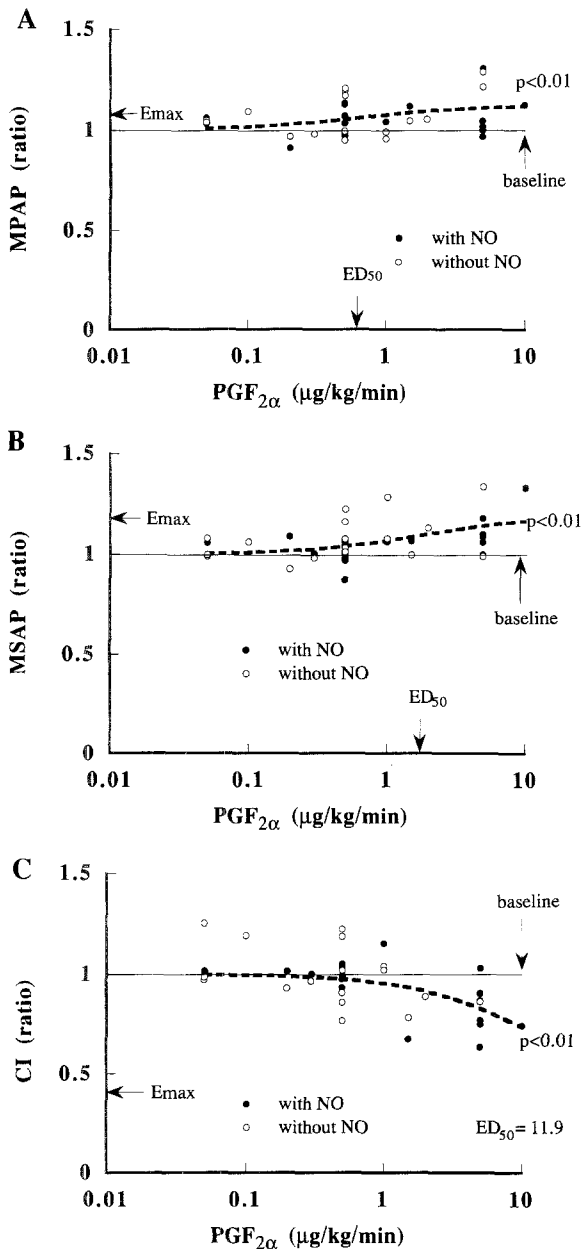 A
1.5
p<0.01
Emax
1
baseline
MPAP (ratio)
0.5
with NO
without NO
ED50
0
0.01 0.1 1 10
PGF2α (μg/kg/min)
B
1.5
Emax
p<0.01
1
baseline
MSAP (ratio)
0.5
with NO
without NO
ED50
0
0.01 0.1 1 10
PGF2α (μg/kg/min)
C
1.5
baseline
1
CI (ratio)
p<0.01
0.5
Emax
with NO
without NO
ED50= 11.9
0
0.01 0.1 1 10
PGF2α (μg/kg/min)